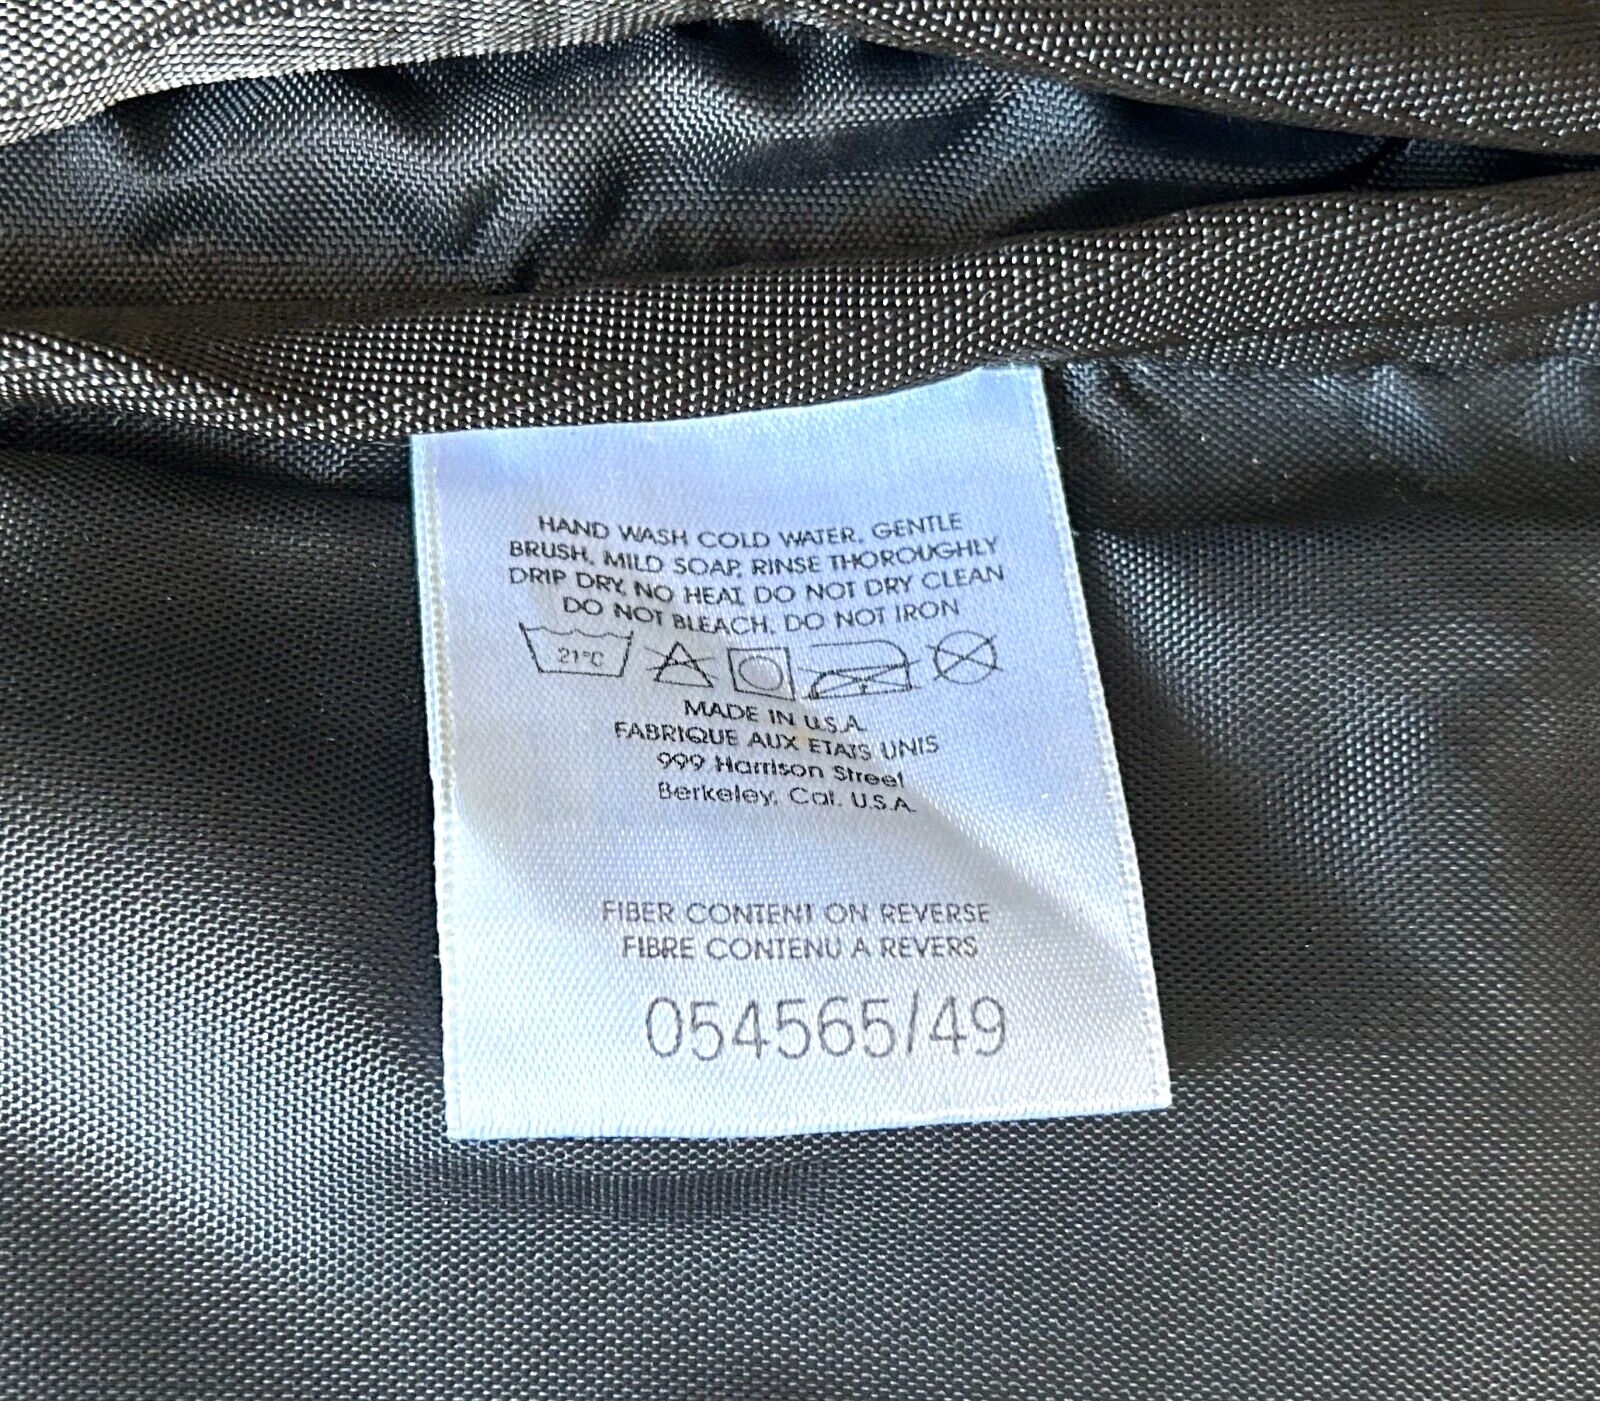 HAND WASH COLD WATER, GENTLE
BRUSH, MILD SOAP, RINSE THOROUGHLY
DRIP DRY, NO HEAT, DO NOT DRY CLEAN
DO NOT BLEACH, DO NOT IRON
21°C
MADE IN U.S.A.
FABRIQUE AUX ETATS UNIS
999 Harrison Street
Berkeley, Cal. U.S.A.
FIBER CONTENT ON REVERSE
FIBRE CONTENU A REVERS
054565/49